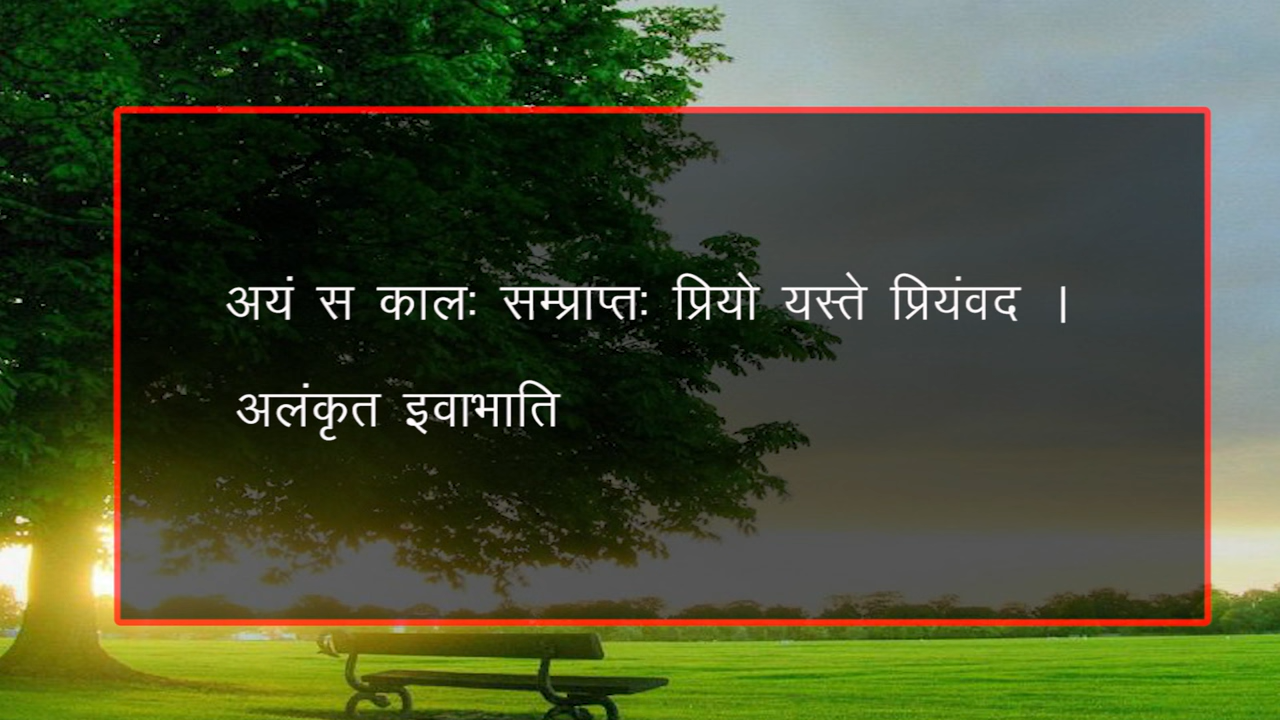 अयं स कालः सम्प्राप्तः प्रियो यस्ते प्रियंवद ।
अलंकृत इवाभाति